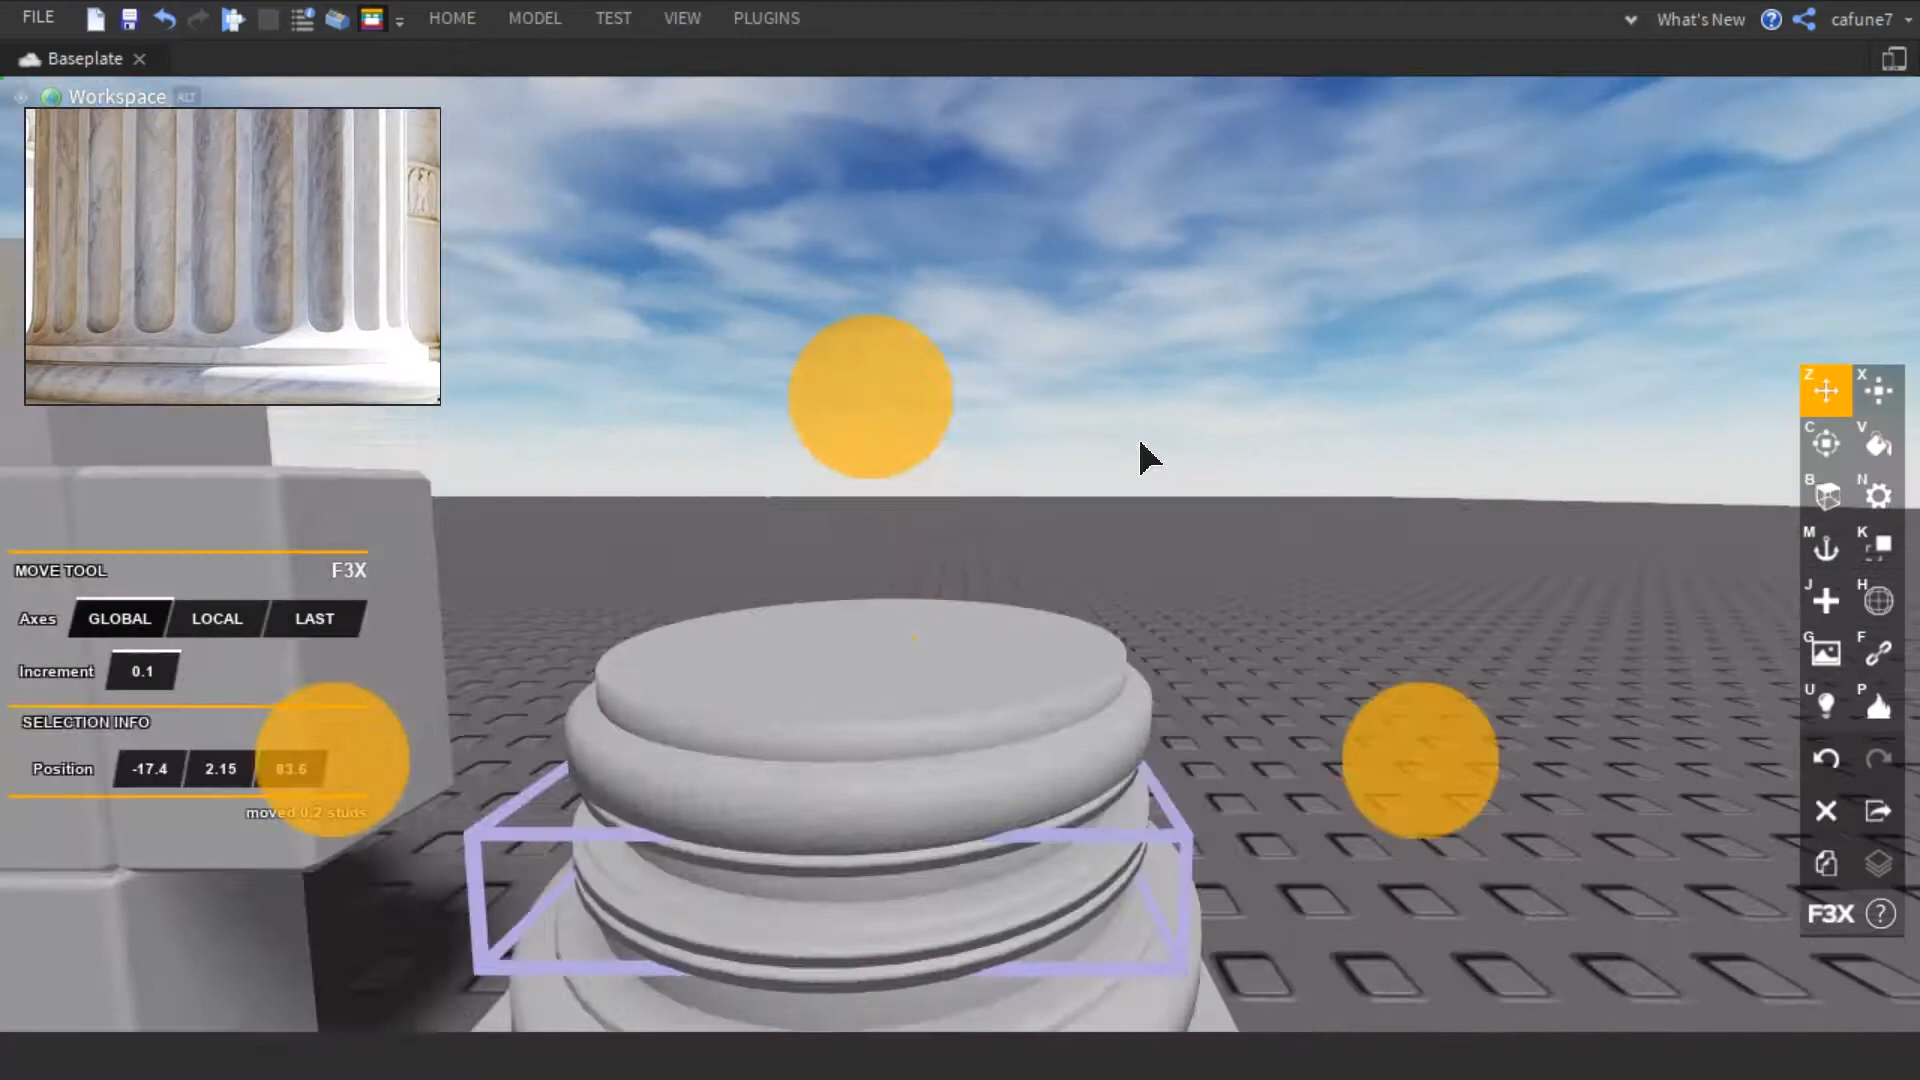 FILE HOME MODEL TEST VIEW PLUGINS What's New ? cafune7
Baseplate
Workspace ALT
MOVE TOOL F3X
Axes GLOBAL LOCAL LAST
Increment 0.1
SELECTION INFO
Position -17.4 2.15 83.6
moved 0.2 studs
Z X
C V
B N
M K
J H
G F
U P
F3X ?